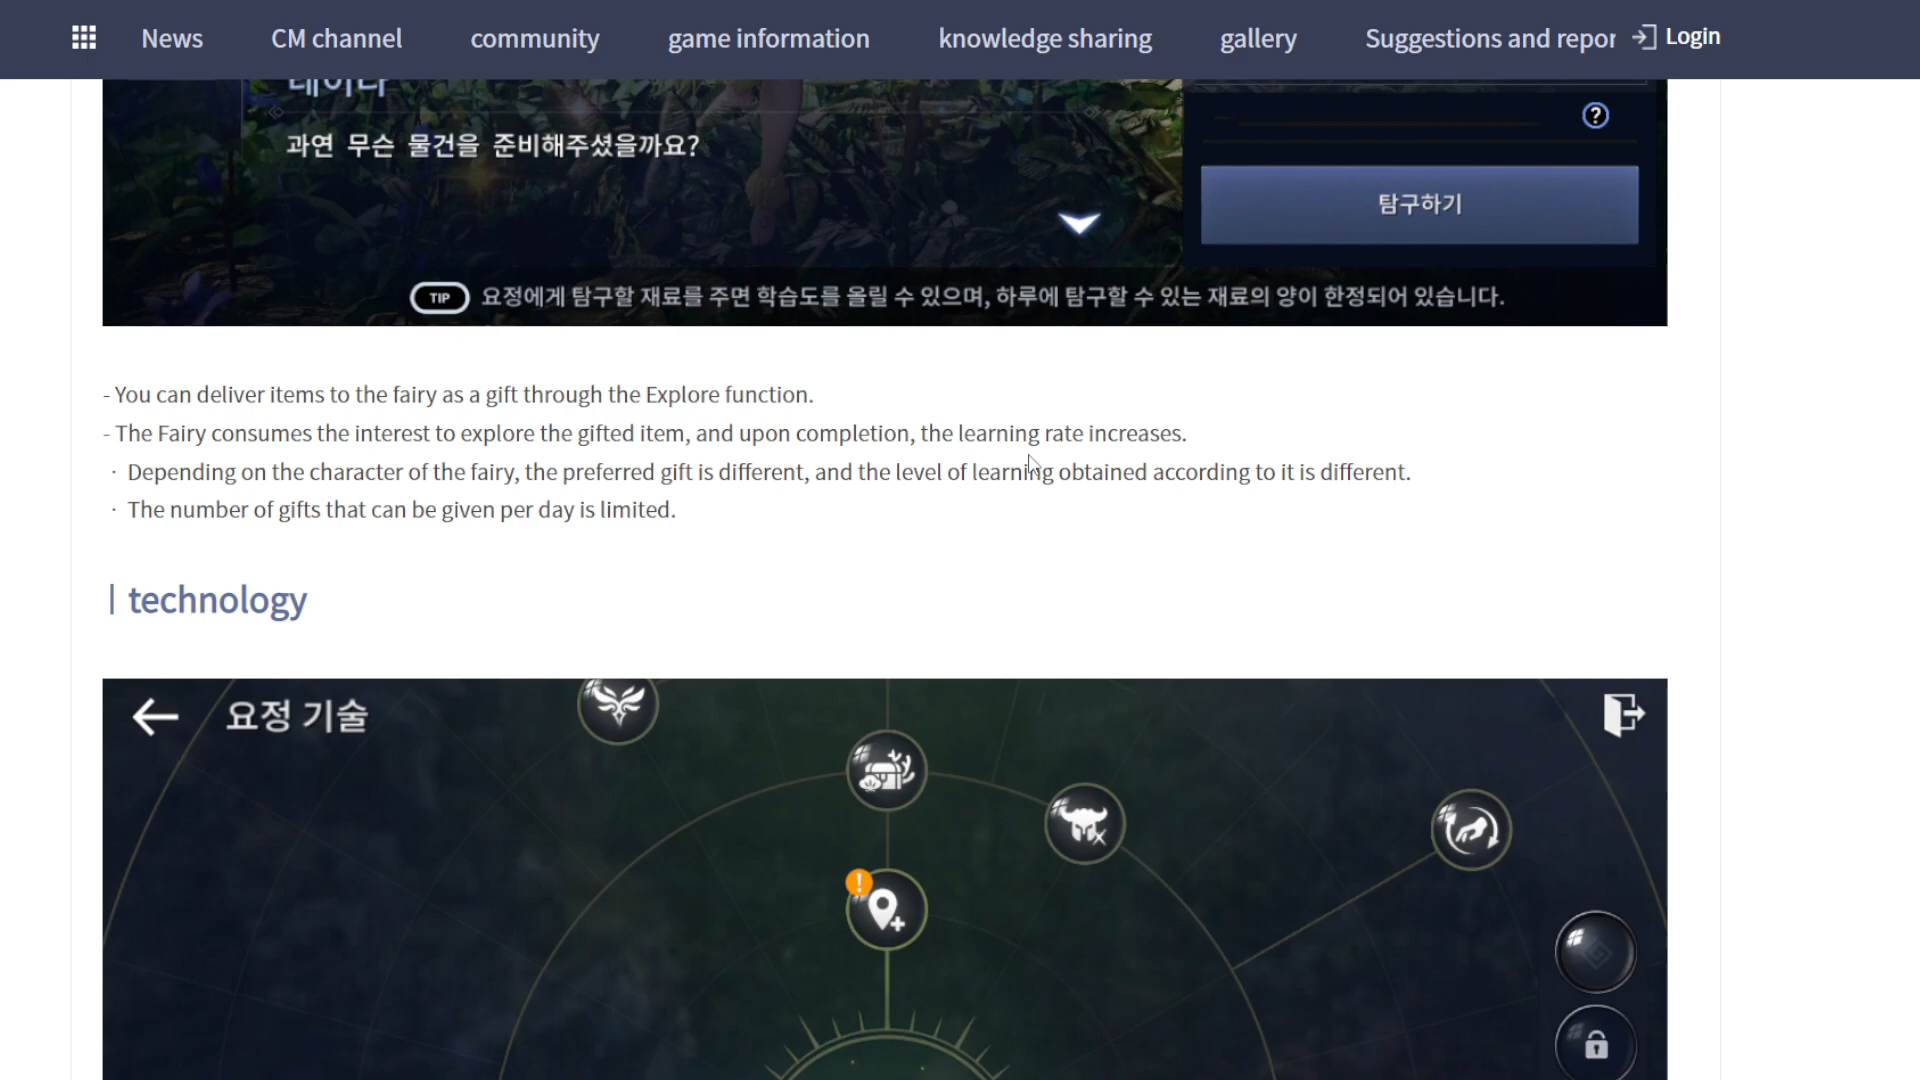 News CM channel community game information knowledge sharing gallery Suggestions and repor Login
과연 무슨 물건을 준비해주셨을까요?
?
탐구하기
TIP 요정에게 탐구할 재료를 주면 학습도를 올릴 수 있으며, 하루에 탐구할 수 있는 재료의 양이 한정되어 있습니다.
- You can deliver items to the fairy as a gift through the Explore function.
- The Fairy consumes the interest to explore the gifted item, and upon completion, the learning rate increases.
· Depending on the character of the fairy, the preferred gift is different, and the level of learning obtained according to it is different.
· The number of gifts that can be given per day is limited.
| technology
요정 기술
!